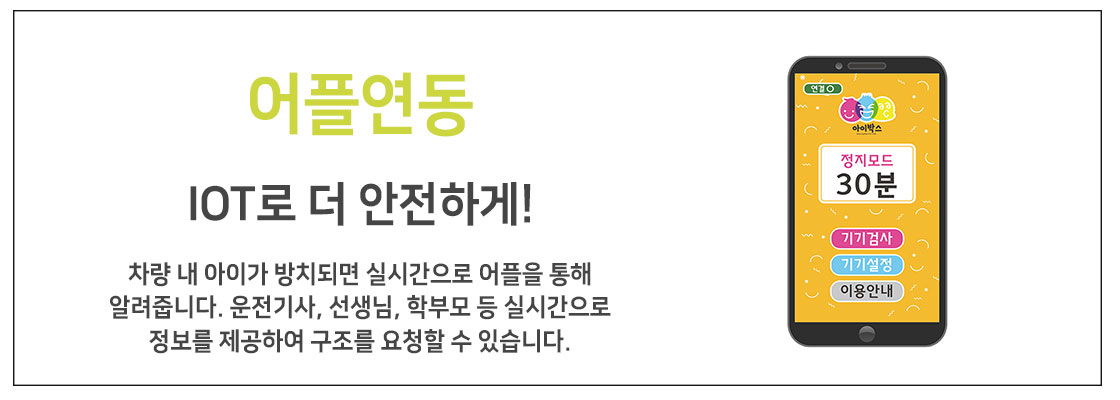 어플연동
IOT로 더 안전하게!
차량 내 아이가 방치되면 실시간으로 어플을 통해
알려줍니다. 운전기사, 선생님, 학부모 등 실시간으로
정보를 제공하여 구조를 요청할 수 있습니다.
연결 O
아이박스
정지모드
30분
기기검사
기기설정
이용안내